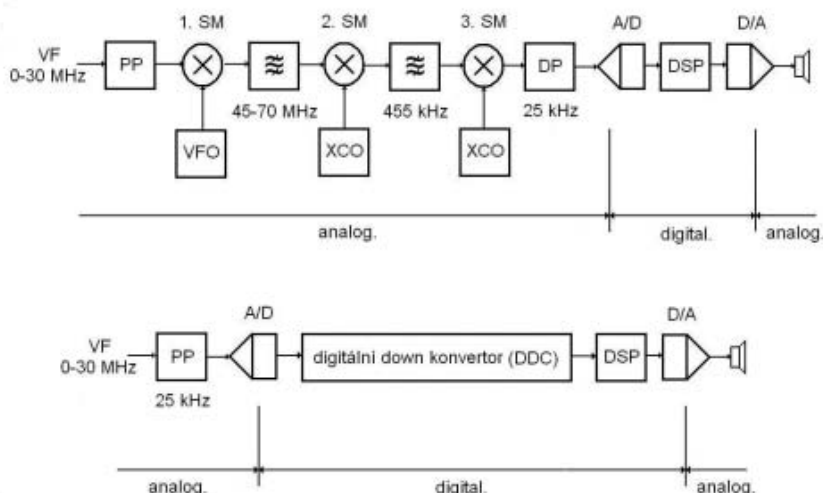 1. SM 2. SM 3. SM A/D D/A
VF
0-30 MHz
PP DP DSP
45-70 MHz 455 kHz 25 kHz
VFO XCO XCO
analog. digital. analog.
A/D D/A
VF
0-30 MHz
PP digitální down konvertor (DDC) DSP
25 kHz
analog. digital. analog.